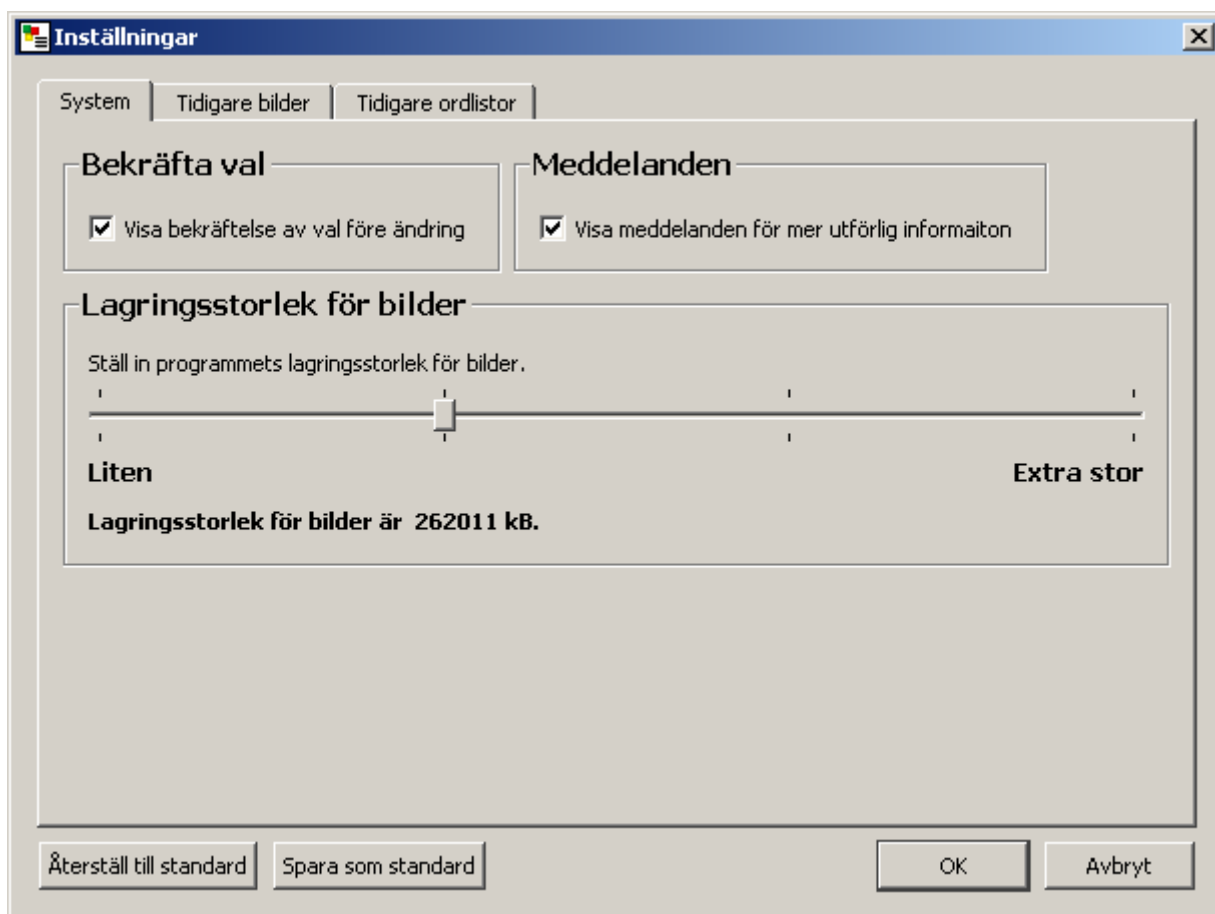 Inställningar
System Tidigare bilder Tidigare ordlistor
Bekräfta val Meddelanden
Visa bekräftelse av val före ändring Visa meddelanden för mer utförlig informaiton
Lagringsstorlek för bilder
Ställ in programmets lagringsstorlek för bilder.
Liten Extra stor
Lagringsstorlek för bilder är 262011 kB.
Återställ till standard Spara som standard OK Avbryt